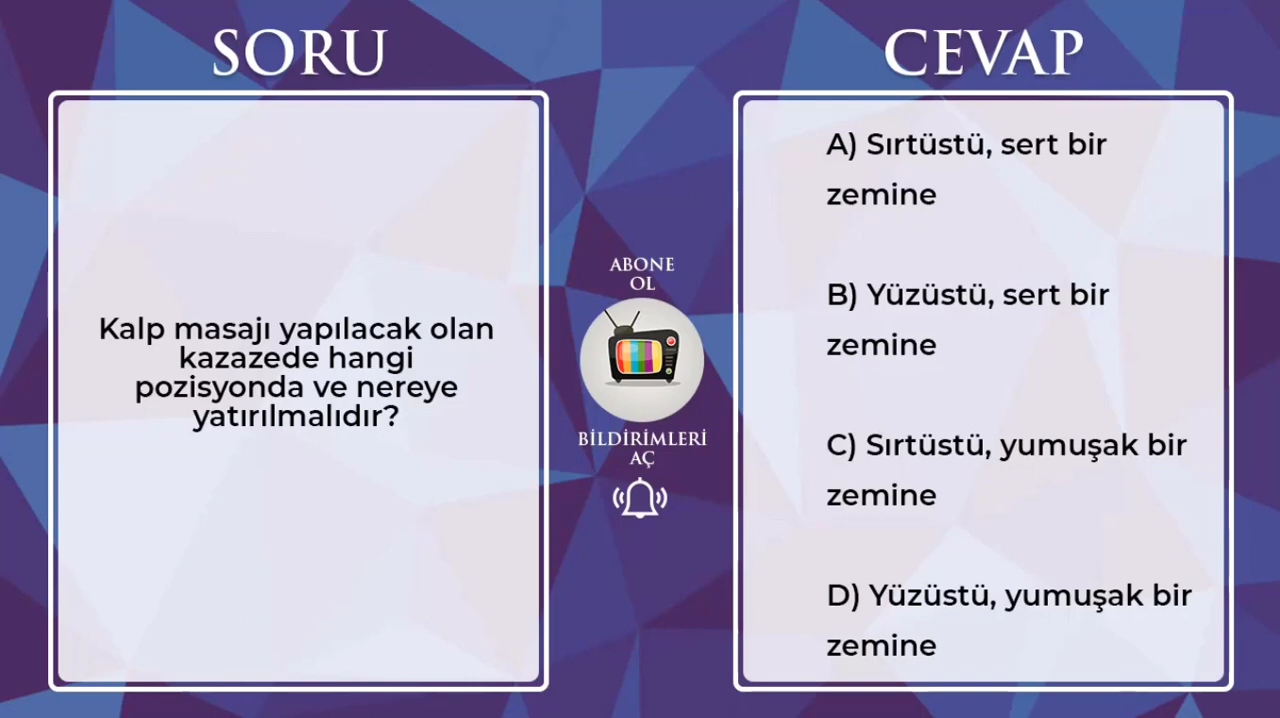 SORU
Kalp masajı yapılacak olan
kazazede hangi
pozisyonda ve nereye
yatırılmalıdır?
ABONE
OL
BİLDİRİMLERİ
AÇ
CEVAP
A) Sırtüstü, sert bir
zemine
B) Yüzüstü, sert bir
zemine
C) Sırtüstü, yumuşak bir
zemine
D) Yüzüstü, yumuşak bir
zemine